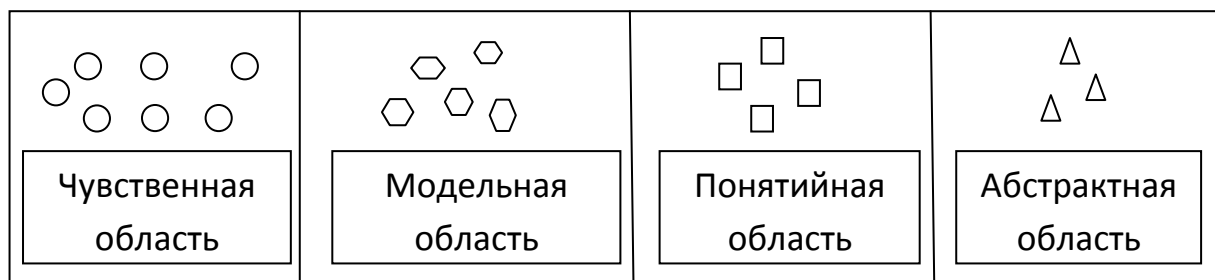 Чувственная
область
Модельная
область
Понятийная
область
Абстрактная
область